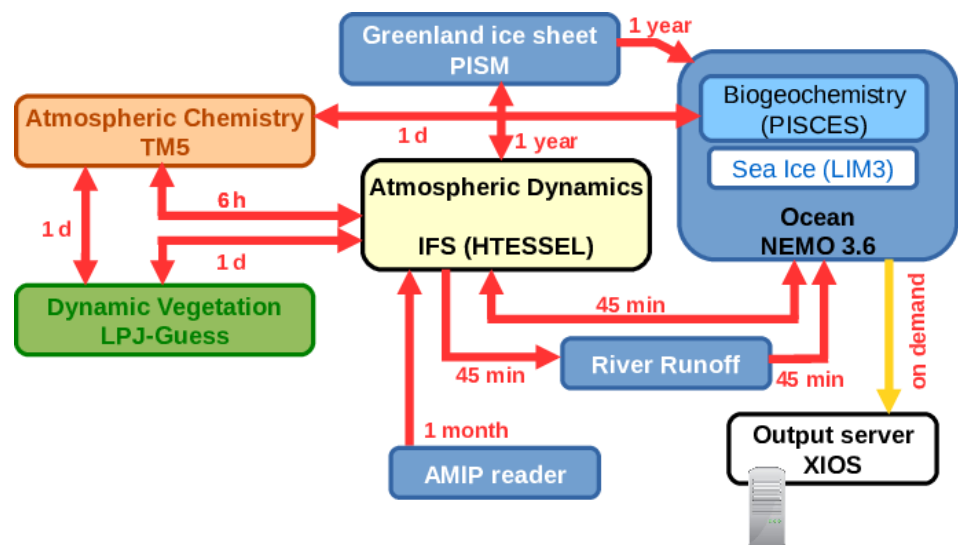 Greenland ice sheet
PISM
1 year
Biogeochemistry
(PISCES)
Atmospheric Chemistry
TM5
1 d
1 year
Sea Ice (LIM3)
Atmospheric Dynamics
IFS (HTESSEL)
6 h
Ocean
NEMO 3.6
1 d
1 d
Dynamic Vegetation
LPJ-Guess
45 min
on demand
River Runoff
45 min
45 min
1 month
AMIP reader
Output server
XIOS